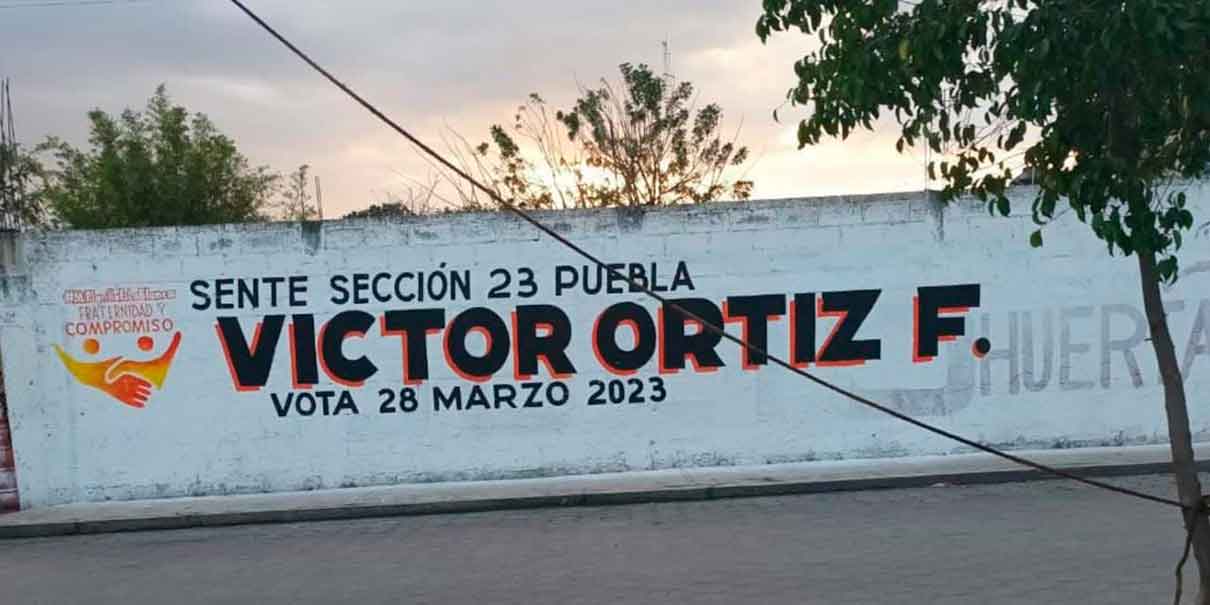 FRATERNIDAD Y
COMPROMISO
SENTE SECCIÓN 23 PUEBLA
VICTOR ORTIZ F.
VOTA 28 MARZO 2023
HUERTA